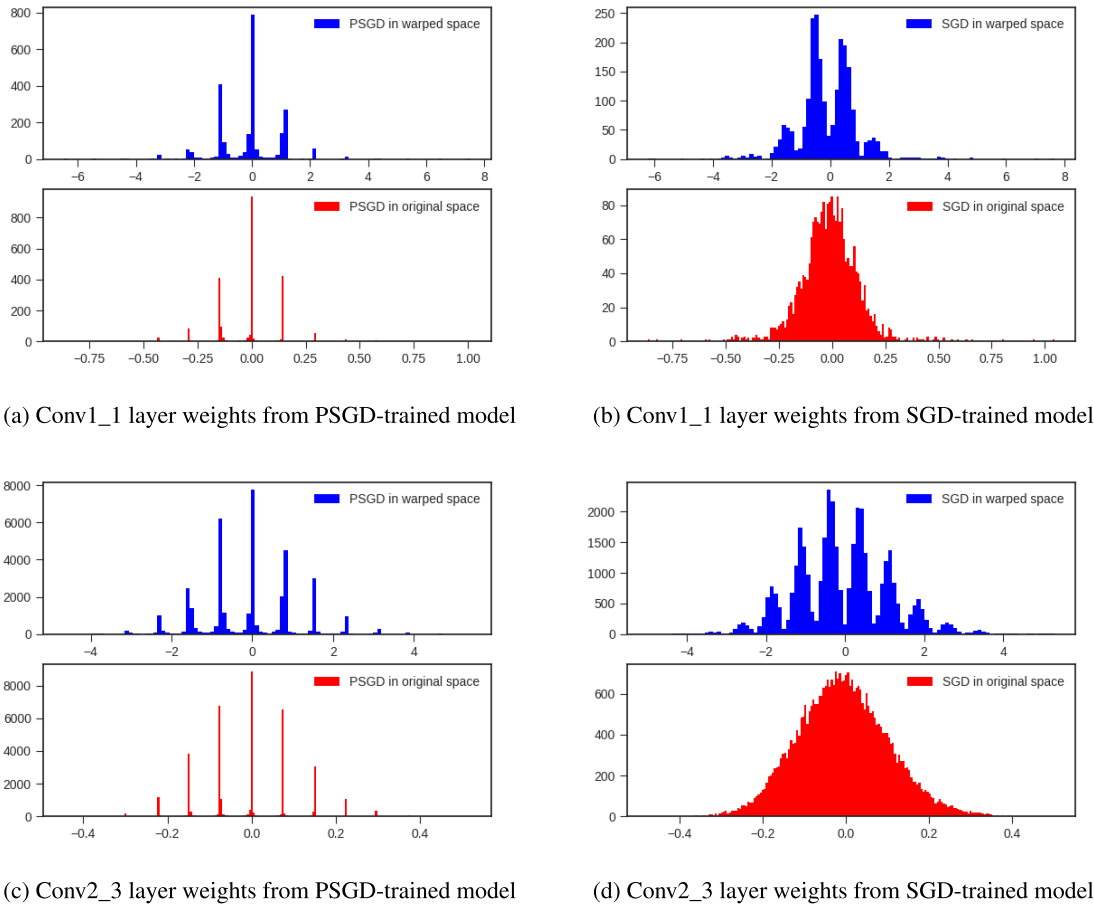 800
600
400
200
0
PSGD in warped space
−6 −4 −2 0 2 4 6 8
800
600
400
200
0
PSGD in original space
−0.75 −0.50 −0.25 0.00 0.25 0.50 0.75 1.00
(a) Conv1_1 layer weights from PSGD-trained model
250
200
150
100
50
0
SGD in warped space
−6 −4 −2 0 2 4 6 8
80
60
40
20
0
SGD in original space
−0.75 −0.50 −0.25 0.00 0.25 0.50 0.75 1.00
(b) Conv1_1 layer weights from SGD-trained model
8000
6000
4000
2000
0
PSGD in warped space
−4 −2 0 2 4
8000
6000
4000
2000
0
PSGD in original space
−0.4 −0.2 0.0 0.2 0.4
(c) Conv2_3 layer weights from PSGD-trained model
2000
1500
1000
500
0
SGD in warped space
−4 −2 0 2 4
600
400
200
0
SGD in original space
−0.4 −0.2 0.0 0.2 0.4
(d) Conv2_3 layer weights from SGD-trained model